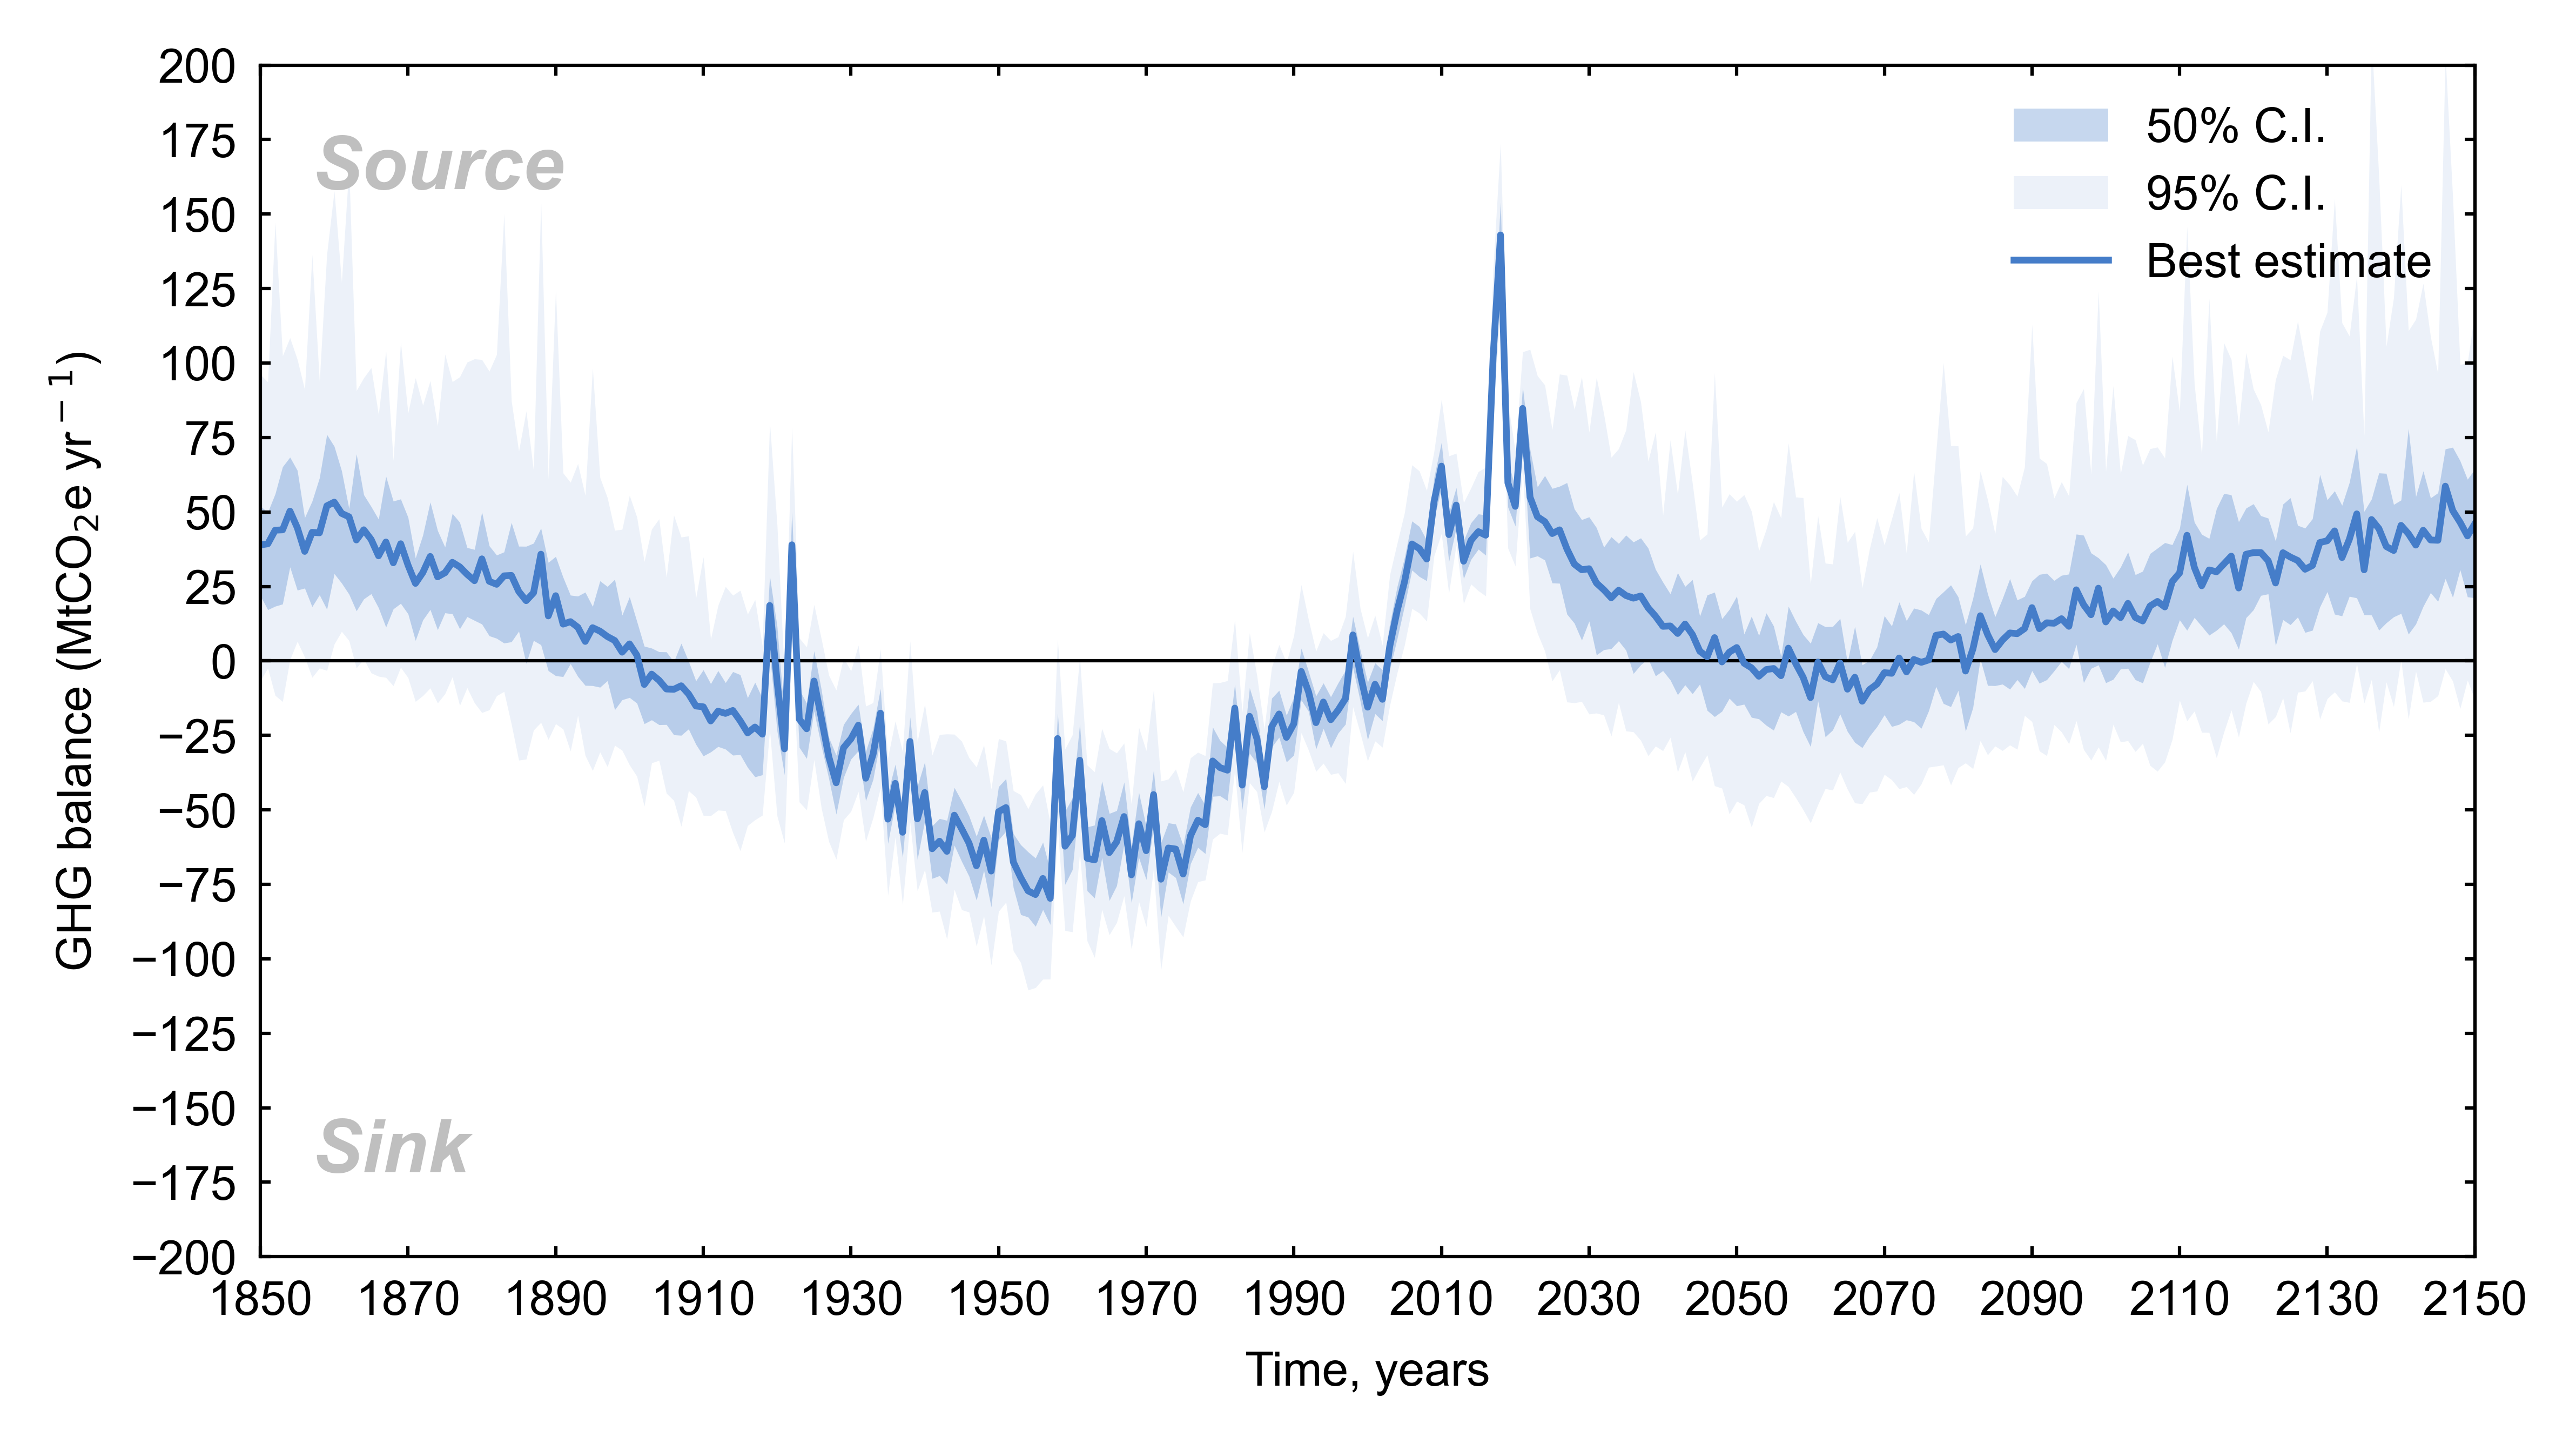 200
175
150
125
100
75
50
25
0
−25
−50
−75
−100
−125
−150
−175
−200
GHG balance (MtCO₂e yr⁻¹)
Source
Sink
50% C.I.
95% C.I.
Best estimate
1850 1870 1890 1910 1930 1950 1970 1990 2010 2030 2050 2070 2090 2110 2130 2150
Time, years